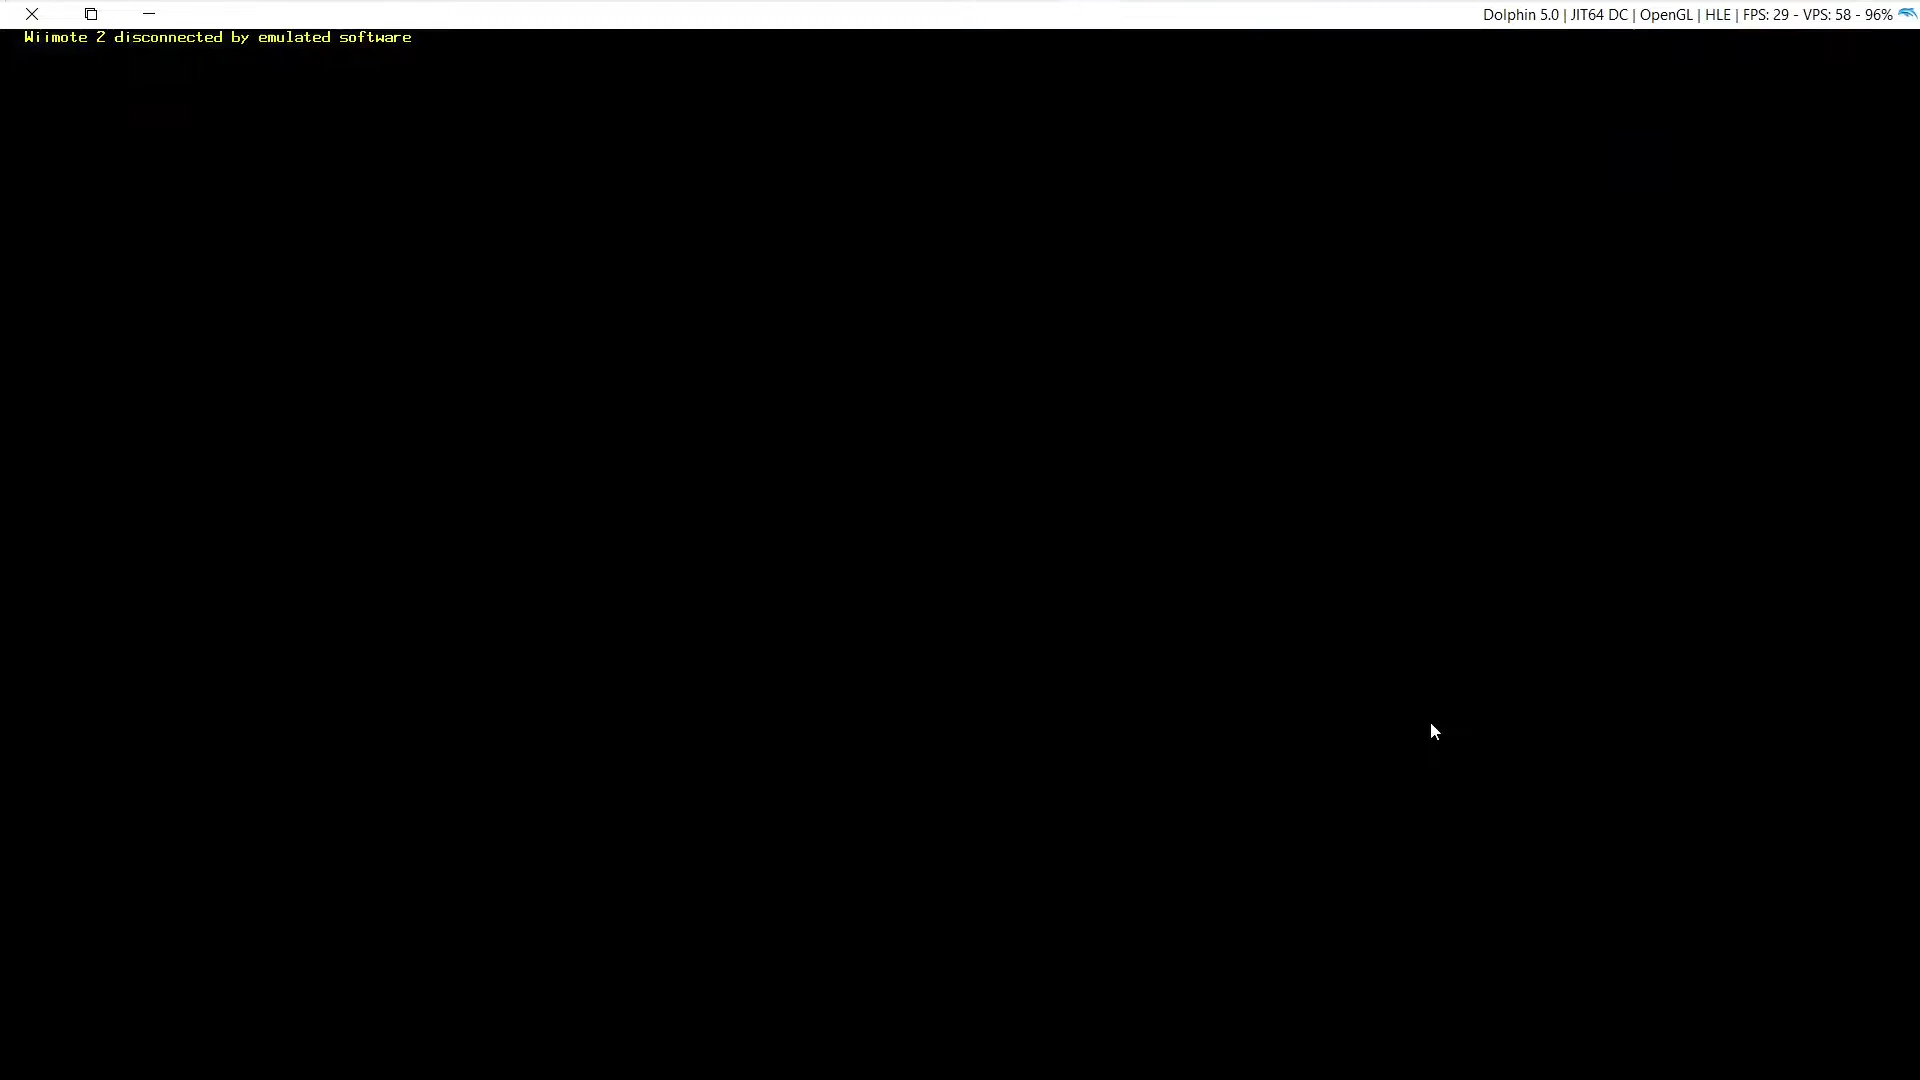 Dolphin 5.0 | JIT64 DC | OpenGL | HLE | FPS: 29 - VPS: 58 - 96%
Wiimote 2 disconnected by emulated software